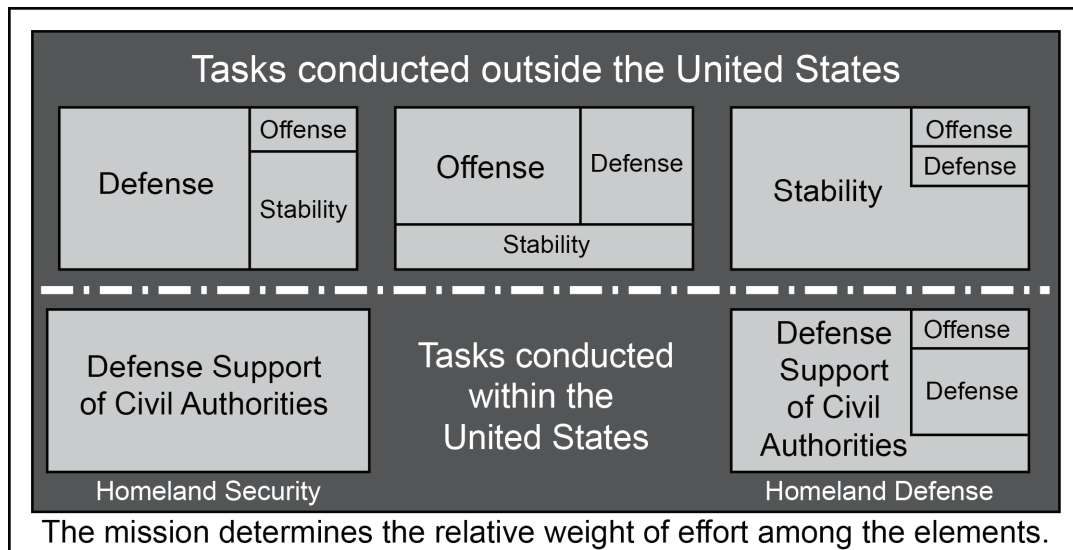 Tasks conducted outside the United States
Defense
Offense
Stability
Offense
Defense
Stability
Stability
Offense
Defense
Defense Support
of Civil Authorities
Homeland Security
Tasks conducted
within the
United States
Defense
Support
of Civil
Authorities
Offense
Defense
Homeland Defense
The mission determines the relative weight of effort among the elements.